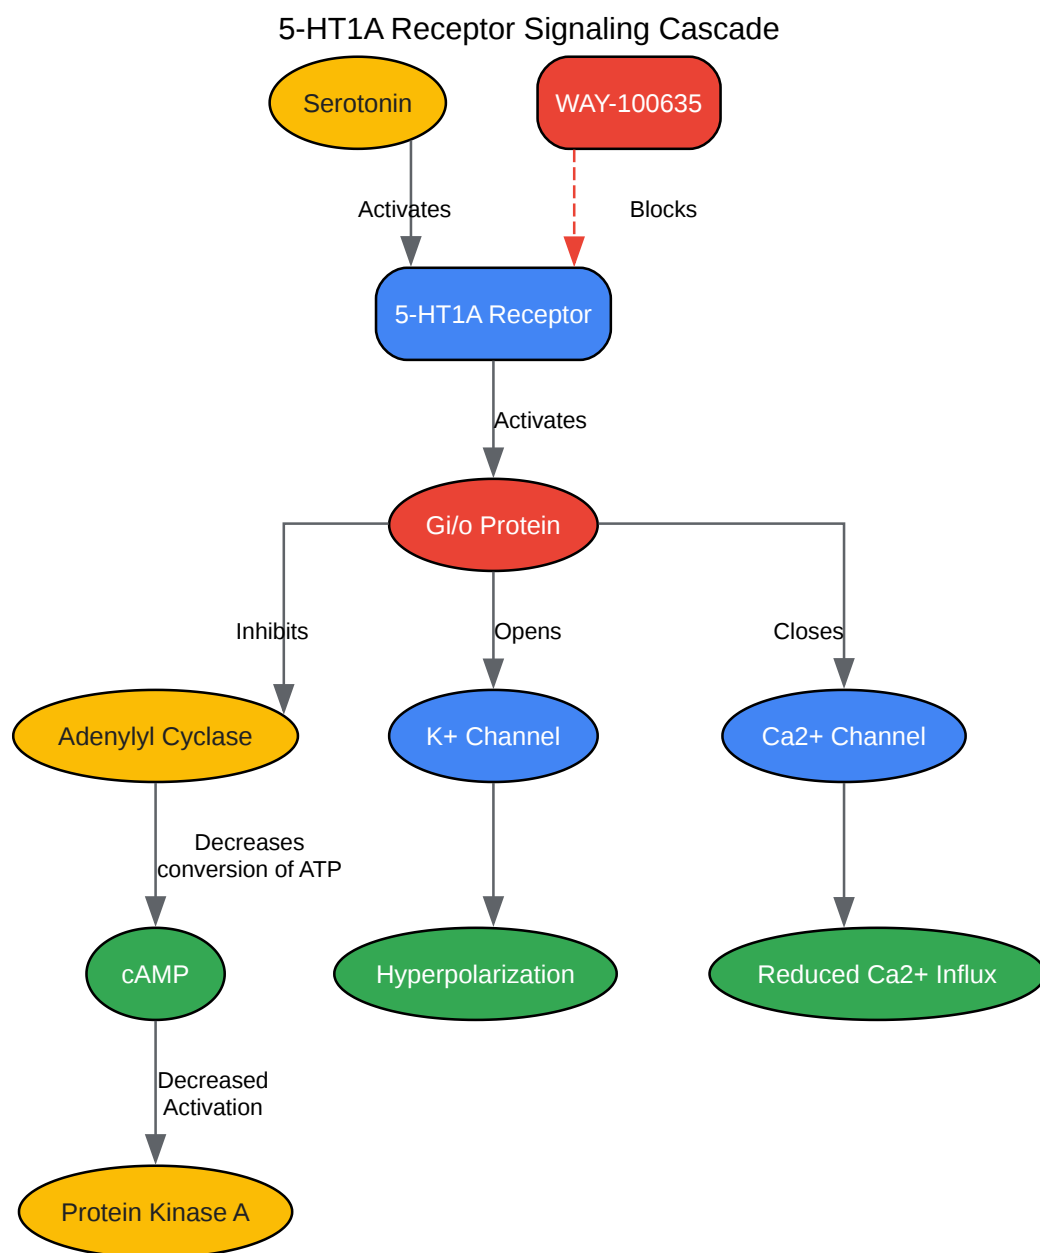 5-HT1A Receptor Signaling Cascade
Serotonin
WAY-100635
Activates
Blocks
5-HT1A Receptor
Activates
Gi/o Protein
Inhibits
Opens
Closes
Adenylyl Cyclase
K+ Channel
Ca2+ Channel
Decreases
conversion of ATP
cAMP
Hyperpolarization
Reduced Ca2+ Influx
Decreased
Activation
Protein Kinase A